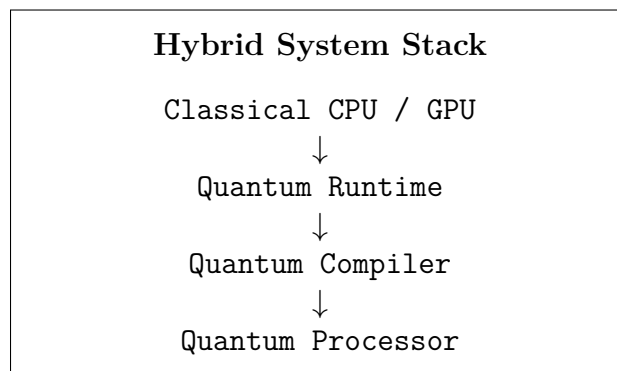 Hybrid System Stack
Classical CPU / GPU
↓
Quantum Runtime
↓
Quantum Compiler
↓
Quantum Processor